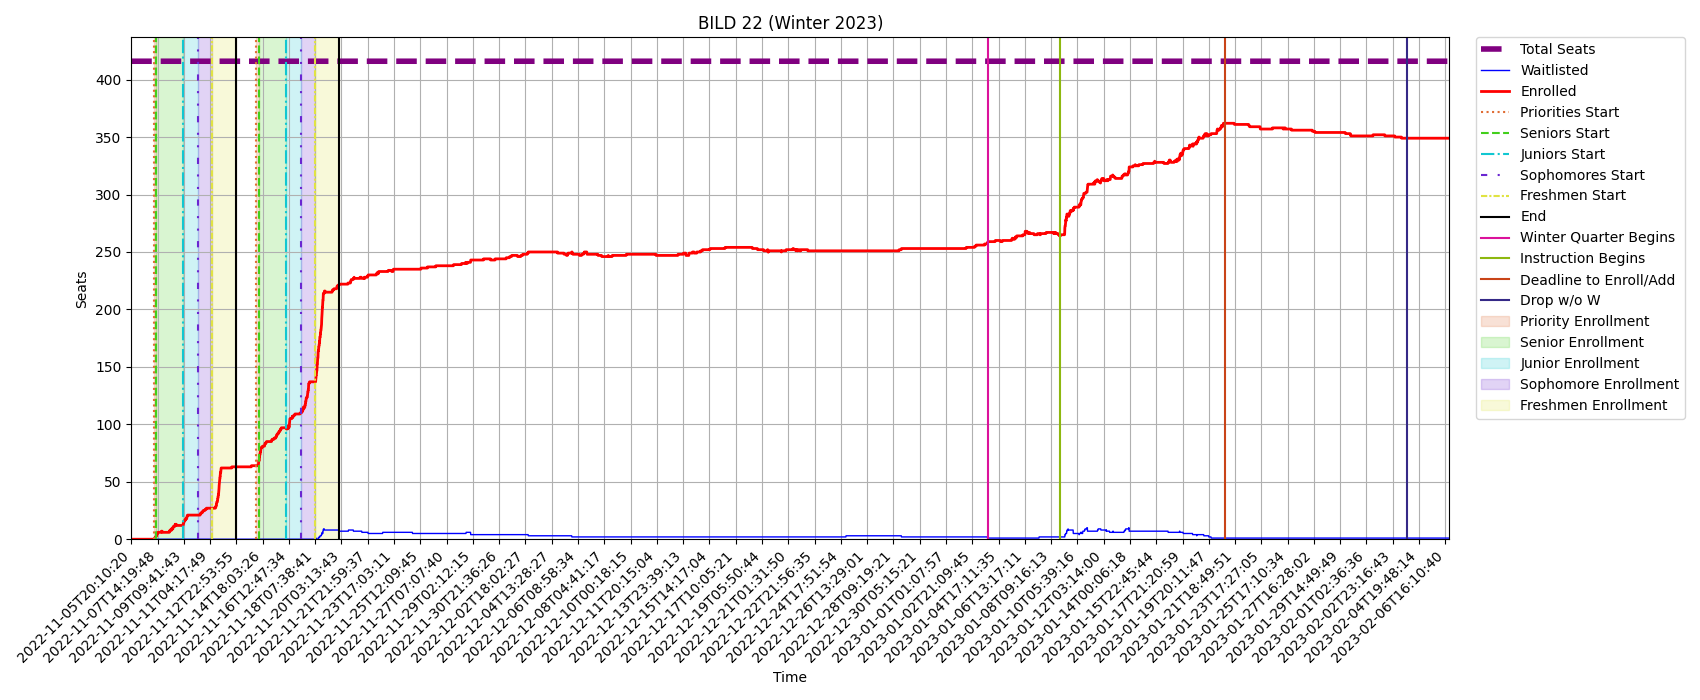 BILD 22 (Winter 2023)
Seats
400
350
300
250
200
150
100
50
0
2022-11-05T20:10:20
2022-11-07T14:19:48
2022-11-09T09:41:43
2022-11-11T04:17:49
2022-11-12T22:53:55
2022-11-14T18:03:26
2022-11-16T12:47:34
2022-11-18T07:38:41
2022-11-20T03:13:43
2022-11-21T21:59:37
2022-11-23T17:03:11
2022-11-25T12:09:45
2022-11-27T07:07:40
2022-11-29T02:12:15
2022-11-30T21:36:26
2022-12-02T18:02:27
2022-12-04T13:28:27
2022-12-06T08:58:34
2022-12-08T04:41:17
2022-12-10T00:18:15
2022-12-11T20:15:04
2022-12-13T23:39:13
2022-12-15T14:17:04
2022-12-17T10:05:21
2022-12-19T05:50:44
2022-12-21T01:31:50
2022-12-22T21:56:35
2022-12-24T17:51:54
2022-12-26T13:29:01
2022-12-28T09:19:21
2022-12-30T05:15:21
2023-01-01T01:07:57
2023-01-02T21:09:45
2023-01-04T17:11:35
2023-01-06T13:17:11
2023-01-08T09:16:13
2023-01-10T05:39:16
2023-01-12T03:14:00
2023-01-14T00:06:18
2023-01-15T22:45:44
2023-01-17T21:20:59
2023-01-19T20:11:47
2023-01-21T18:49:51
2023-01-23T17:27:05
2023-01-25T17:10:34
2023-01-27T16:28:02
2023-01-29T14:49:49
2023-02-01T02:36:36
2023-02-02T23:16:43
2023-02-04T19:48:14
2023-02-06T16:10:40
Time
Total Seats
Waitlisted
Enrolled
Priorities Start
Seniors Start
Juniors Start
Sophomores Start
Freshmen Start
End
Winter Quarter Begins
Instruction Begins
Deadline to Enroll/Add
Drop w/o W
Priority Enrollment
Senior Enrollment
Junior Enrollment
Sophomore Enrollment
Freshmen Enrollment